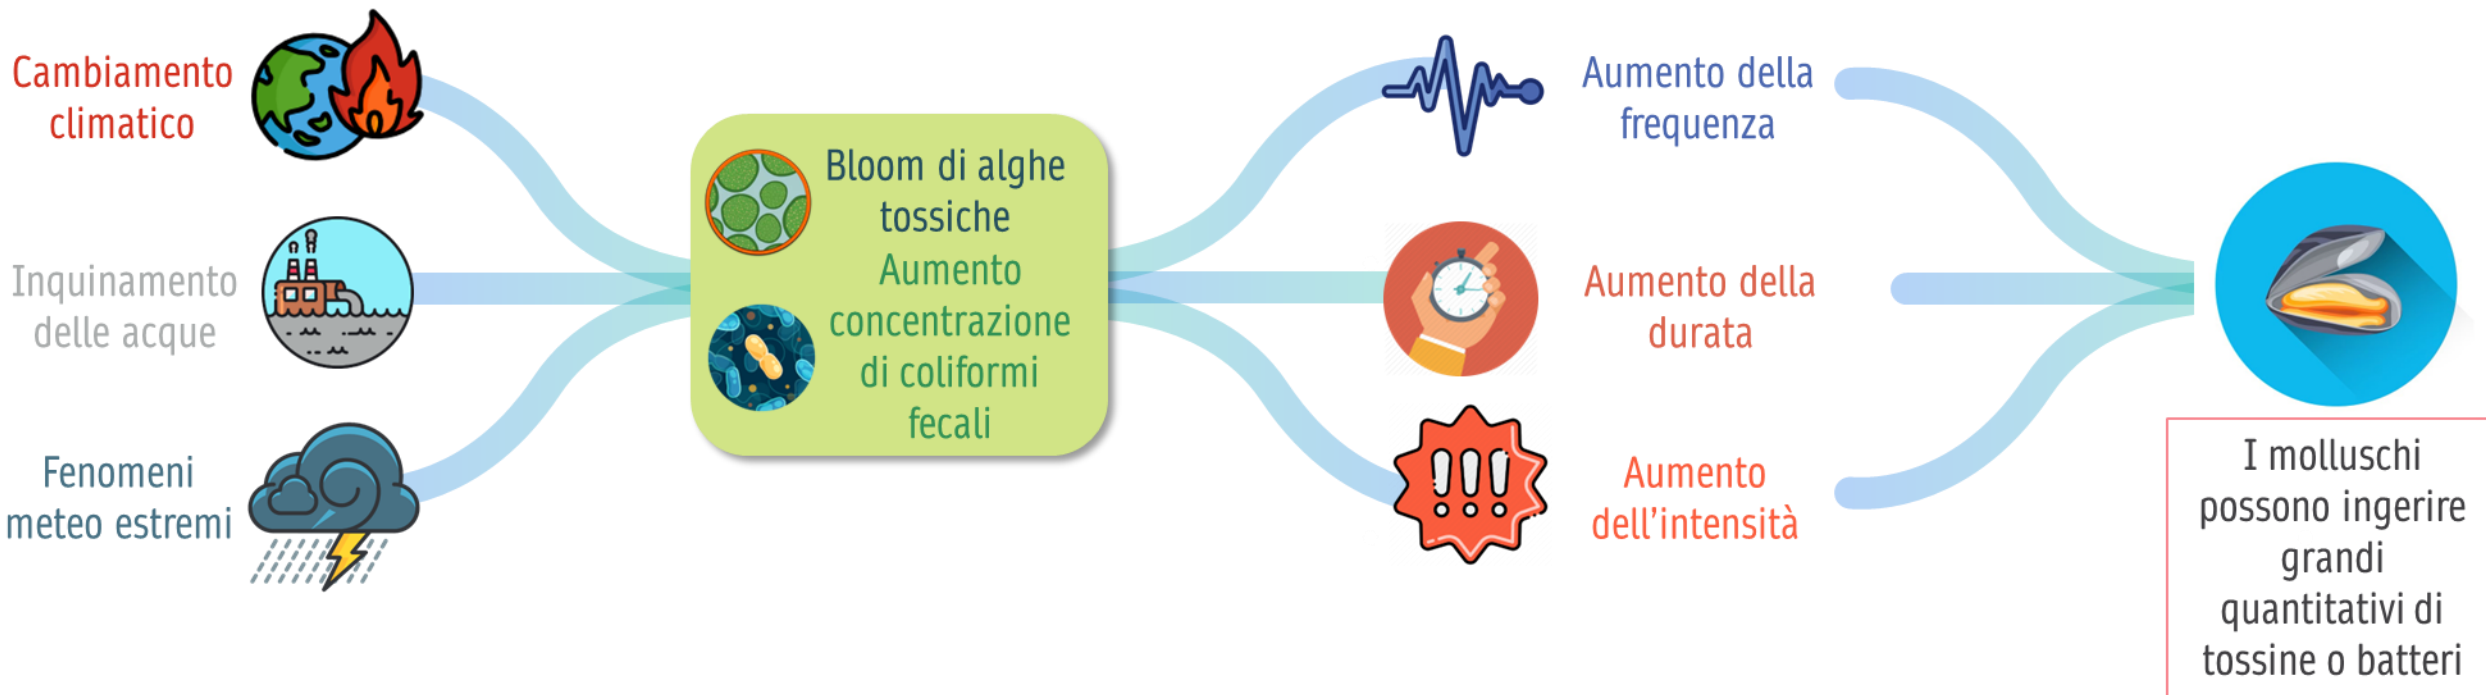 Cambiamento
climatico
Inquinamento
delle acque
Fenomeni
meteo estremi
Bloom di alghe
tossiche
Aumento
concentrazione
di coliformi
fecali
Aumento della
frequenza
Aumento della
durata
Aumento
dell'intensità
I molluschi
possono ingerire
grandi
quantitativi di
tossine o batteri